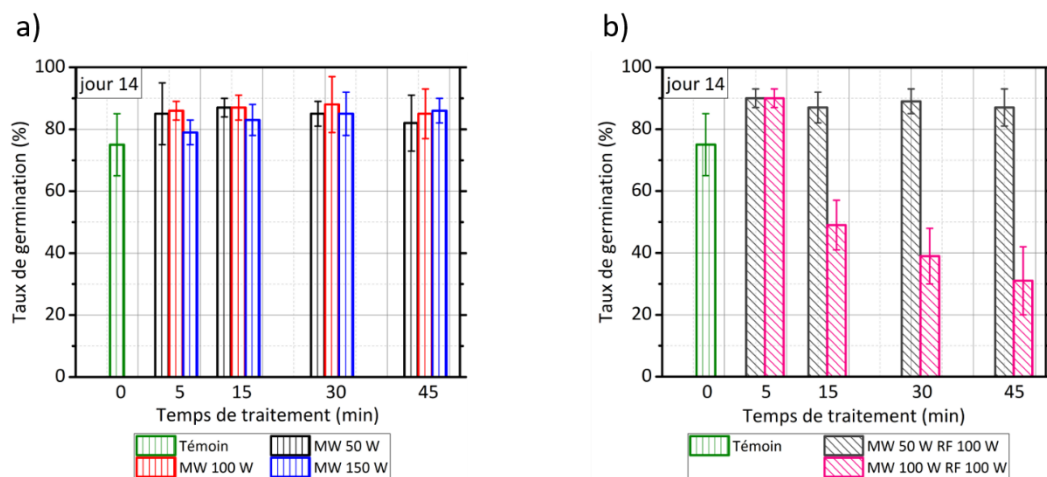 a)
jour 14
Taux de germination (%)
100
80
60
40
20
0
0 5 15 30 45
Temps de traitement (min)
Témoin MW 50 W
MW 100 W MW 150 W
b)
jour 14
Taux de germination (%)
100
80
60
40
20
0
0 5 15 30 45
Temps de traitement (min)
Témoin MW 50 W RF 100 W
MW 100 W RF 100 W